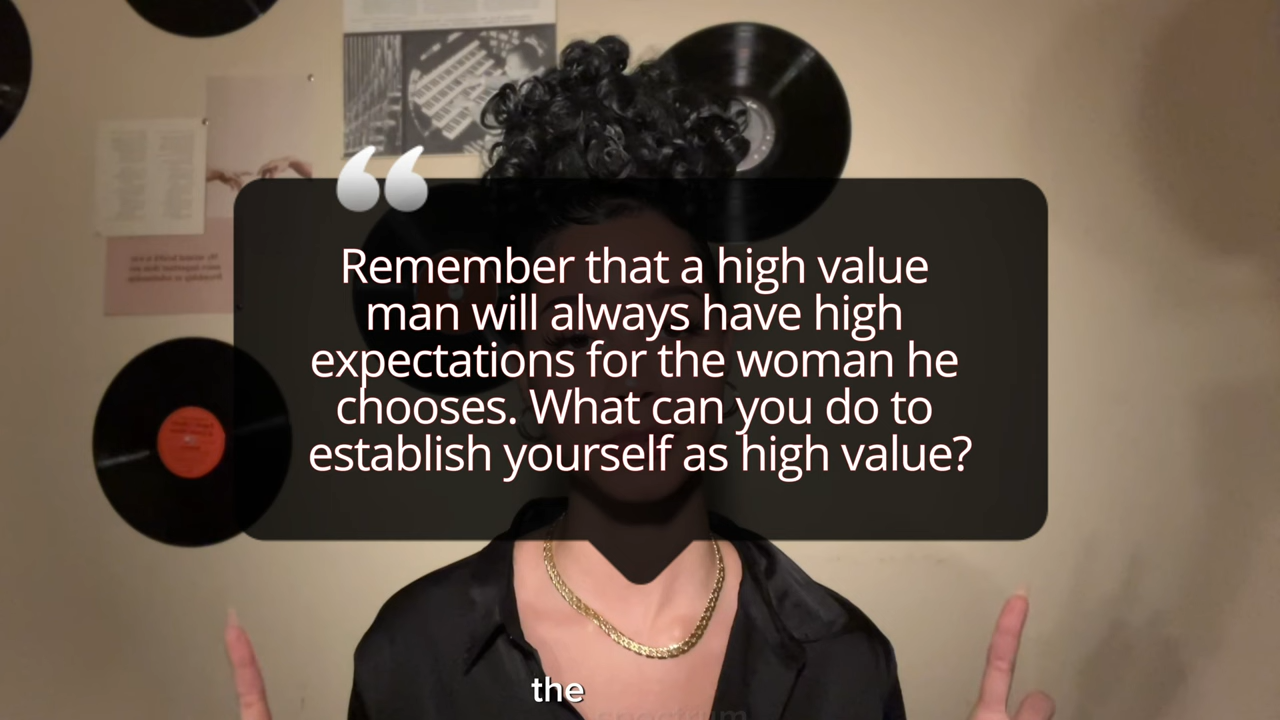 Remember that a high value
man will always have high
expectations for the woman he
chooses. What can you do to
establish yourself as high value?
the
spectrum